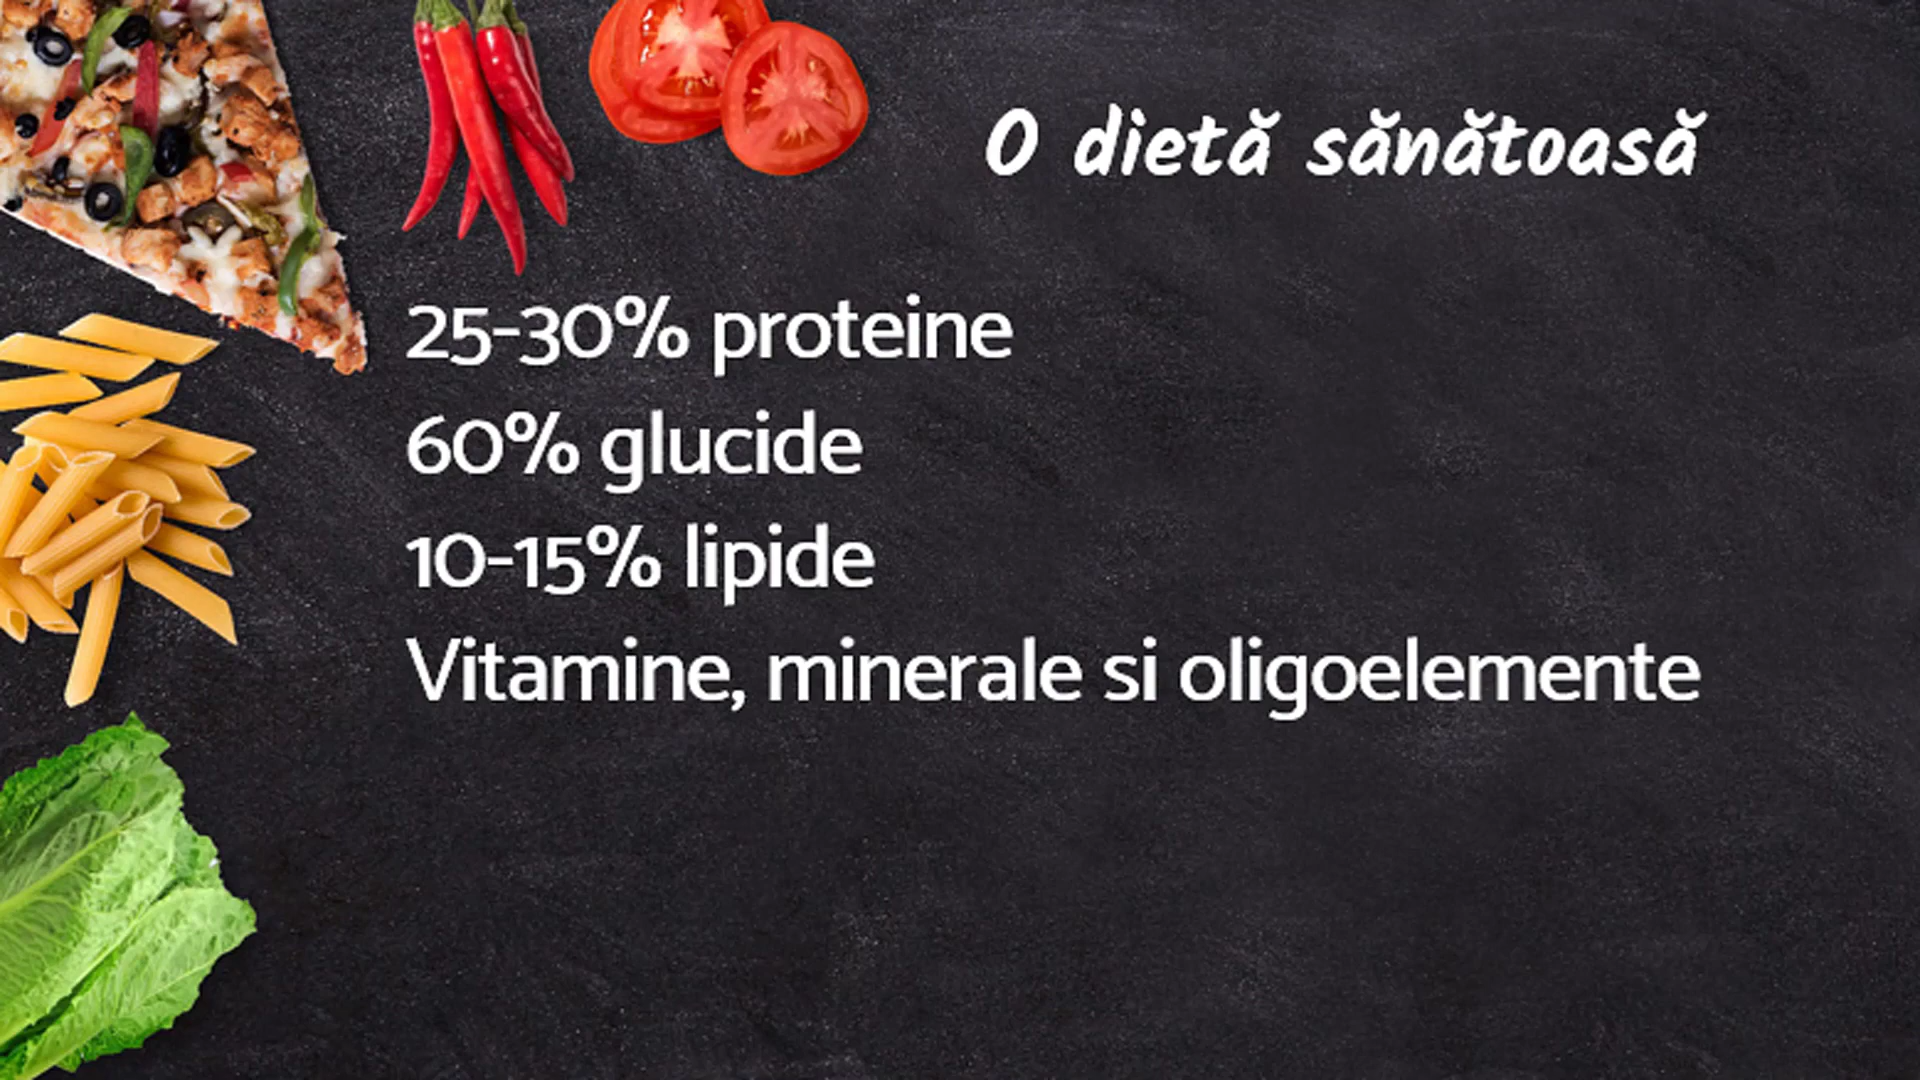 O dietă sănătoasă
25-30% proteine
60% glucide
10-15% lipide
Vitamine, minerale si oligoelemente